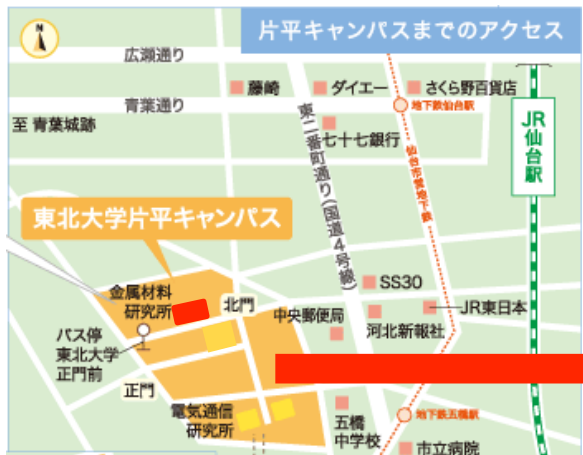 片平キャンパスまでのアクセス
N
広瀬通り
藤崎
ダイエー
さくら野百貨店
青葉通り
地下鉄仙台駅
至 青葉城跡
七十七銀行
JR
仙台駅
東二番町通り(国道4号線)
仙台市営地下鉄
東北大学片平キャンパス
SS30
金属材料
研究所
北門
JR東日本
中央郵便局
河北新報社
バス停
東北大学
正門前
正門
電気通信
研究所
地下鉄五橋駅
五橋
中学校
市立病院